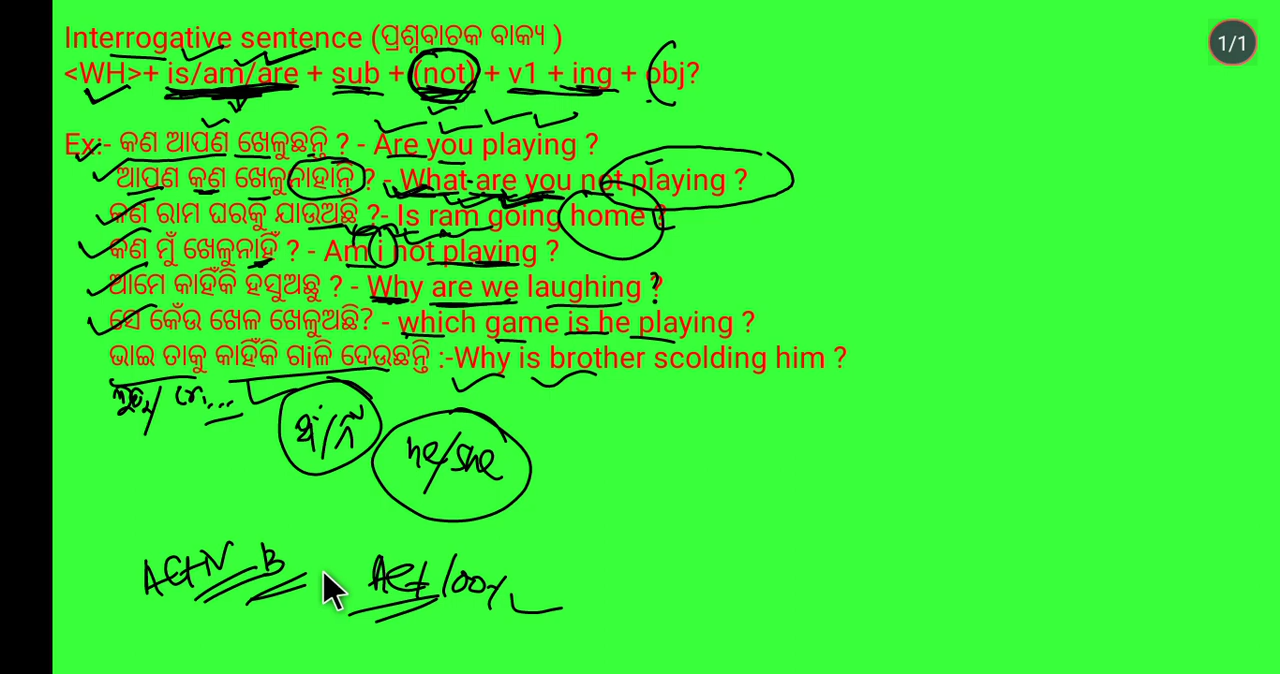 Interrogative sentence (ପ୍ରଶ୍ନବାଚକ ବାକ୍ୟ )
1/1
<WH>+ is/am/are + sub + (not) + v1 + ing + obj?
Ex:- କଣ ଆପଣ ଖେଳୁଛନ୍ତି ? - Are you playing ?
ଆପଣ କଣ ଖେଳୁନାହାନ୍ତି ? - What are you not playing ?
କଣ ରାମ ଘରକୁ ଯାଉଅଛି ?- Is ram going home ?
କଣ ମୁଁ ଖେଳୁନାହିଁ ? - Am i not playing ?
ଆମେ କାହିଁକି ହସୁଅଛୁ ? - Why are we laughing ?
ସେ କେଁଉ ଖେଳ ଖେଳୁଅଛି? - which game is he playing ?
ଭାଇ ତାକୁ କାହିଁକି ଗାଳି ଦେଉଛନ୍ତି :-Why is brother scolding him ?
he/she
100%